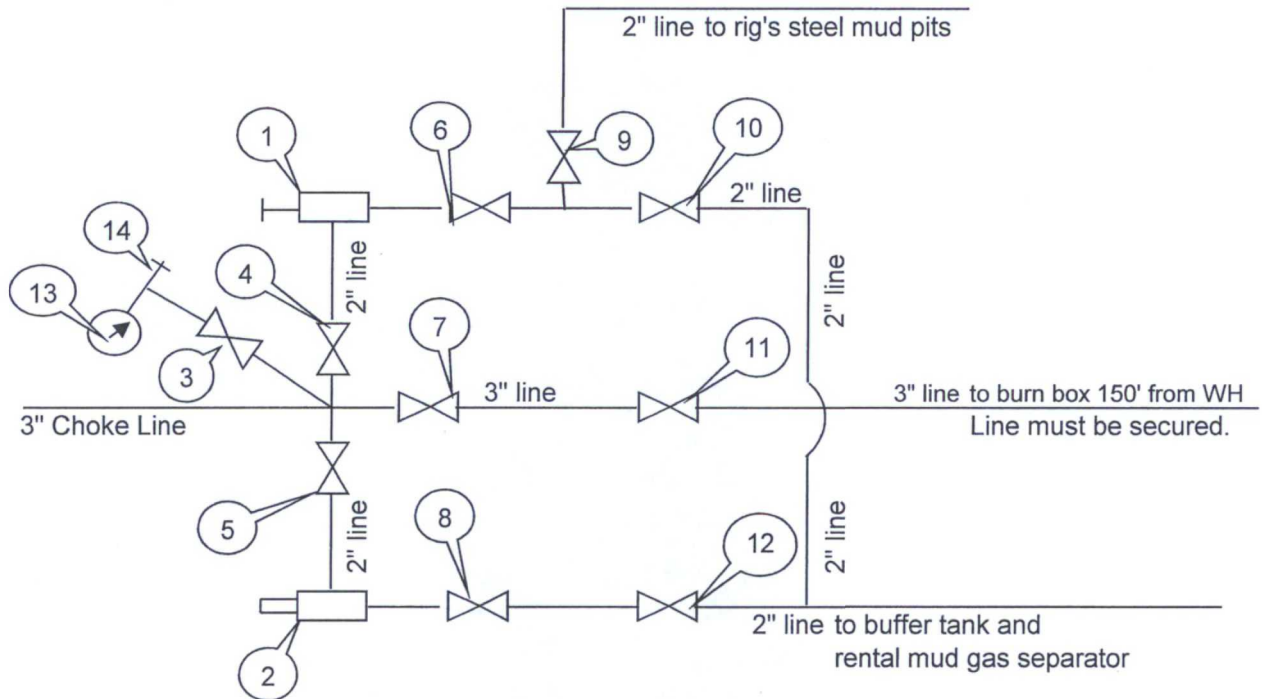 2" line to rig's steel mud pits
1
6
9
10
2" line
14
2" line
4
2" line
13
7
11
3
3" line
3" line to burn box 150' from WH
3" Choke Line
Line must be secured.
5
2" line
8
12
2" line
2" line to buffer tank and
rental mud gas separator
2